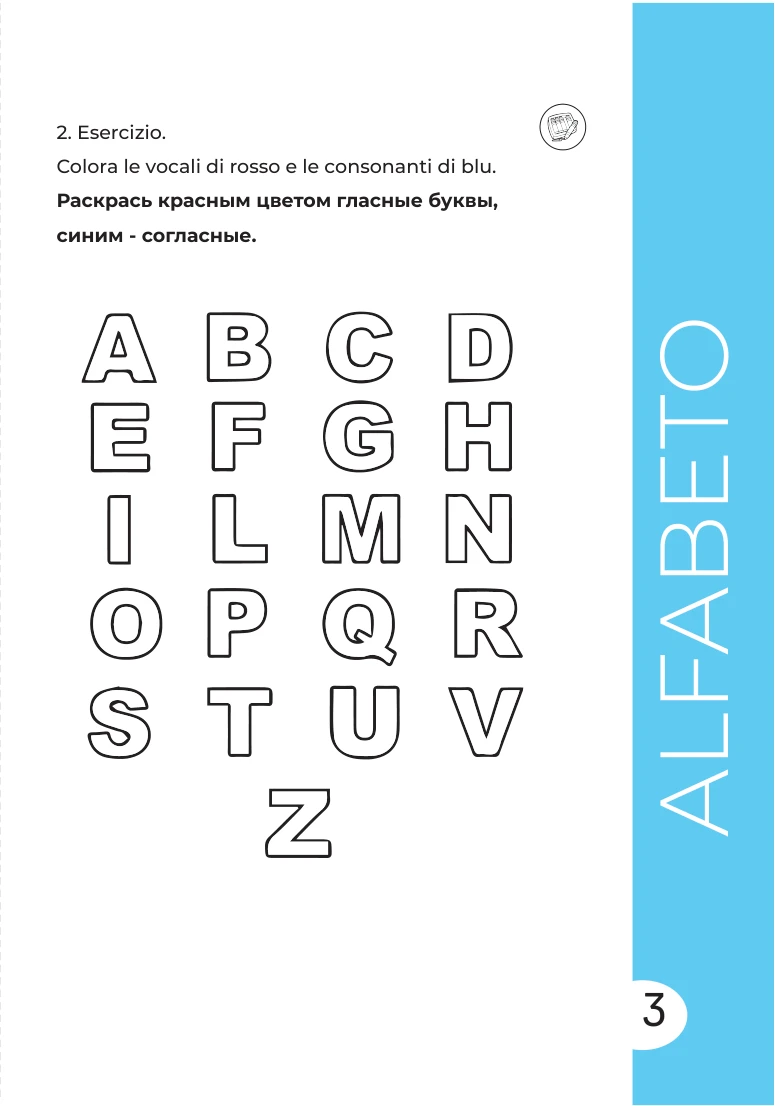 2. Esercizio.
Colora le vocali di rosso e le consonanti di blu.
Раскрась красным цветом гласные буквы,
синим - согласные.
A B C D
E F G H
I L M N
O P Q R
S T U V
Z
ALFABETO
3